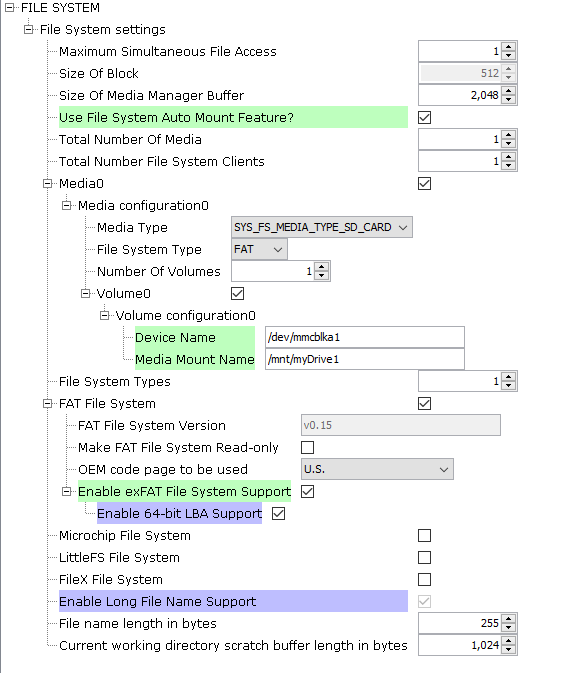 FILE SYSTEM
File System settings
Maximum Simultaneous File Access 1
Size Of Block 512
Size Of Media Manager Buffer 2,048
Use File System Auto Mount Feature?
Total Number Of Media 1
Total Number File System Clients 1
Media0
Media configuration0
Media Type SYS_FS_MEDIA_TYPE_SD_CARD
File System Type FAT
Number Of Volumes 1
Volume0
Volume configuration0
Device Name /dev/mmcblka1
Media Mount Name /mnt/myDrive1
File System Types 1
FAT File System
FAT File System Version v0.15
Make FAT File System Read-only
OEM code page to be used U.S.
Enable exFAT File System Support
Enable 64-bit LBA Support
Microchip File System
LittleFS File System
FileX File System
Enable Long File Name Support
File name length in bytes 255
Current working directory scratch buffer length in bytes 1,024